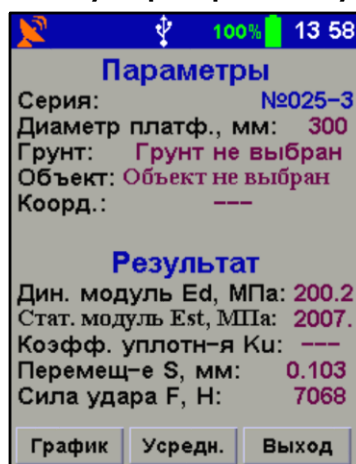 100% 13 58
Параметры
Серия: №025-3
Диаметр платф., мм: 300
Грунт: Грунт не выбран
Объект: Объект не выбран
Коорд.: ---
Результат
Дин. модуль Ed, МПа: 200.2
Стат. модуль Est, МПа: 2007.
Коэфф. уплотн-я Ku: ---
Перемещ-е S, мм: 0.103
Сила удара F, Н: 7068
График Усредн. Выход